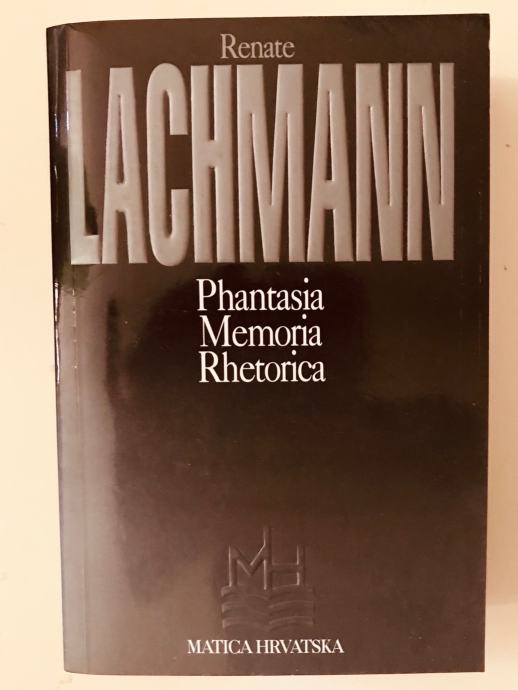 Renate
LACHMANN
Phantasia
Memoria
Rhetorica
MH
MATICA HRVATSKA